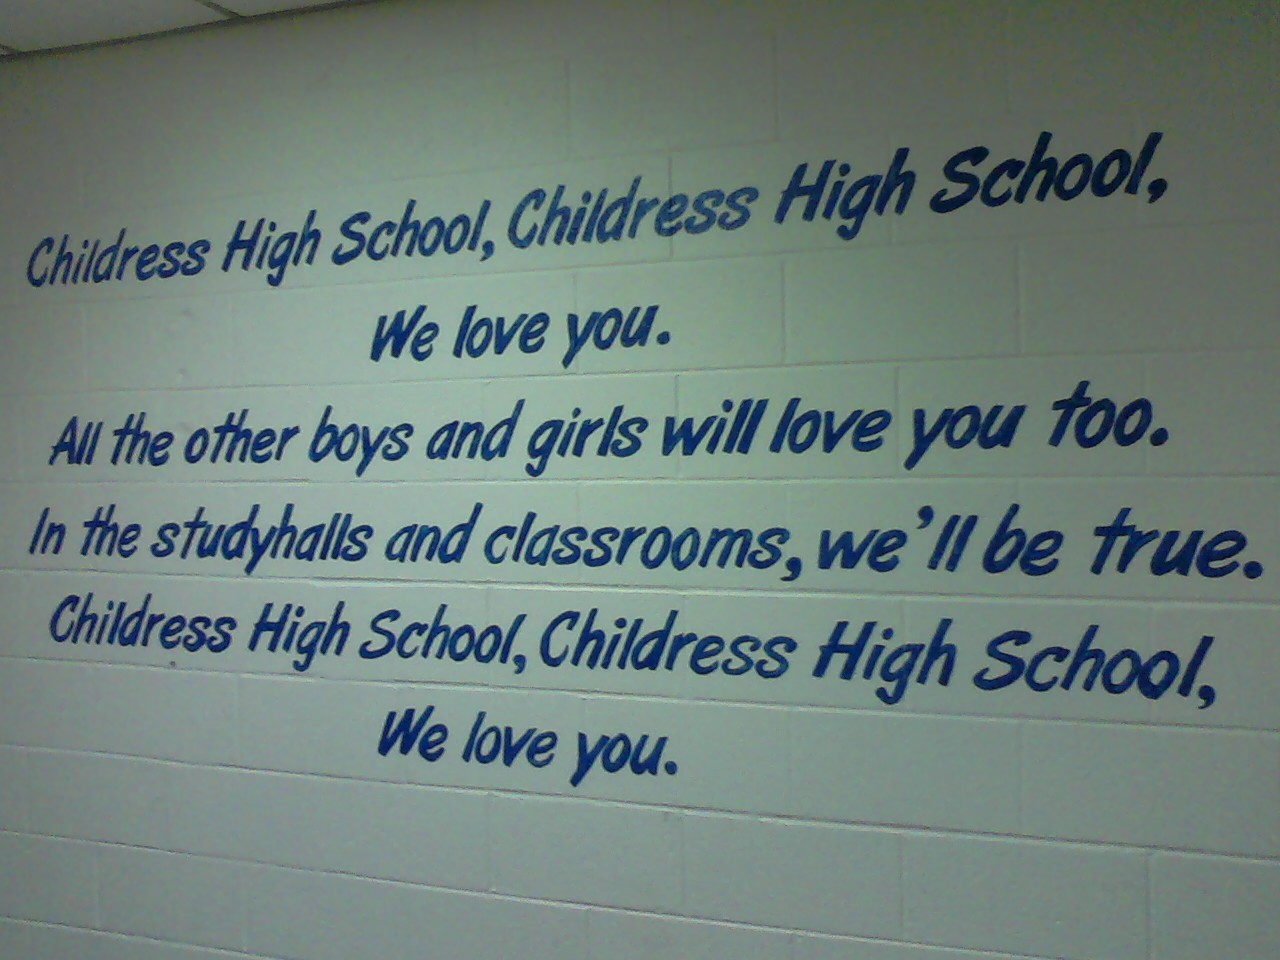 Childress High School, Childress High School,
We love you.
All the other boys and girls will love you too.
In the studyhalls and classrooms, we'll be true.
Childress High School, Childress High School,
We love you.